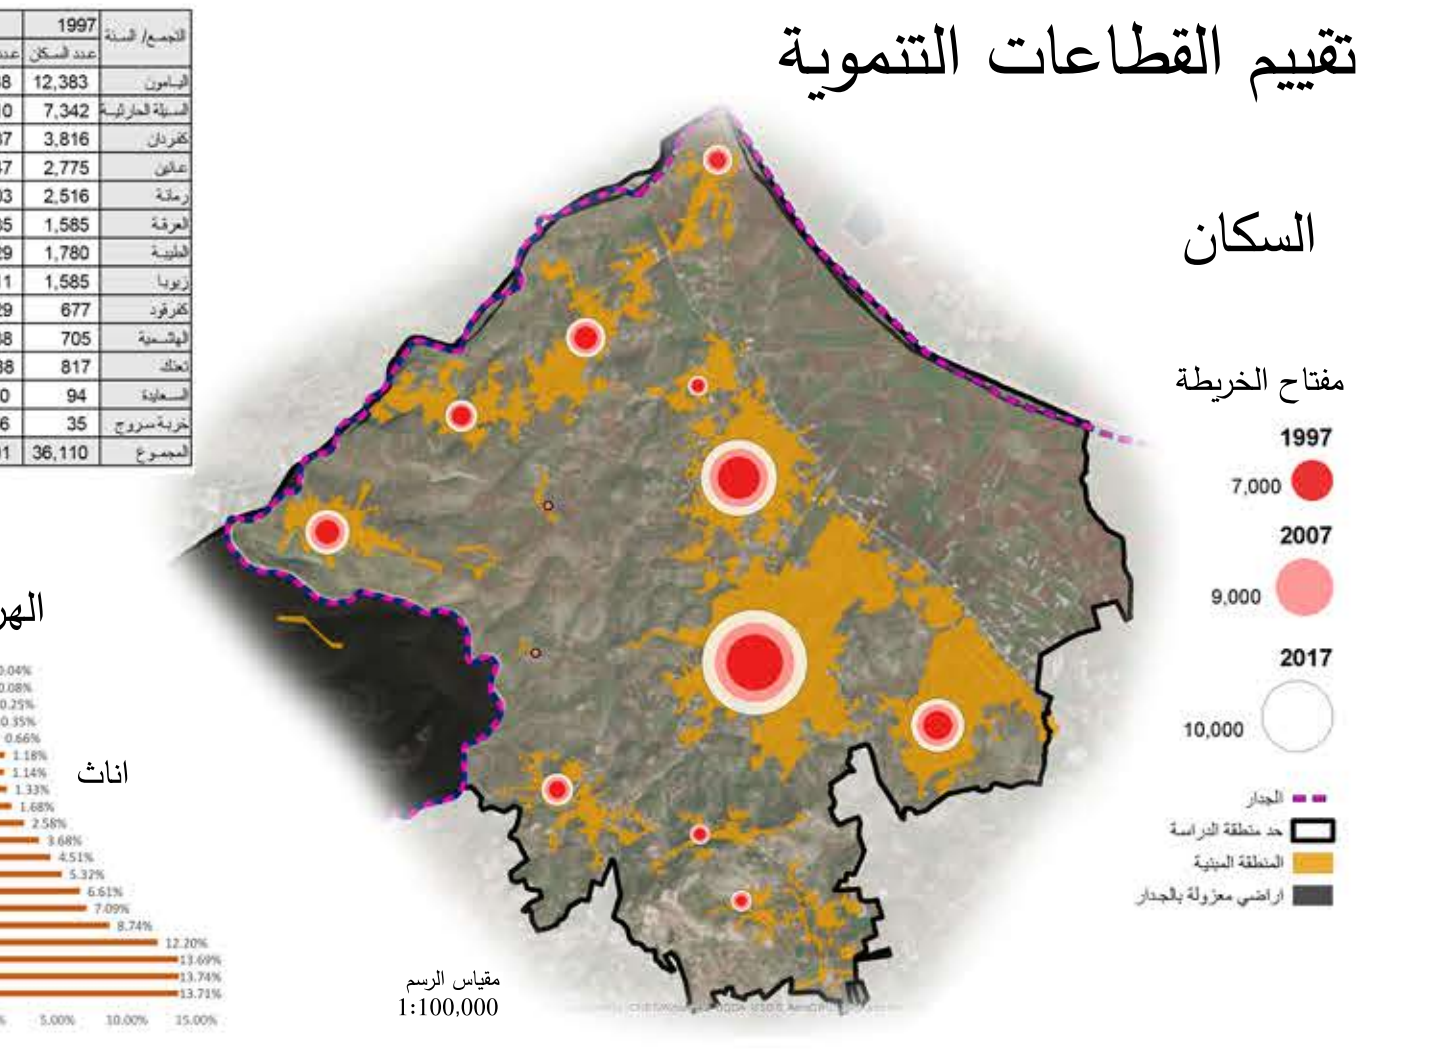 تقييم القطاعات التنموية
السكان
التجمع/ السنة 1997
عدد السكان
اليامون 12,383
السيلة الحارثية 7,342
كفردان 3,816
عانين 2,775
رمانة 2,516
العرقة 1,585
الطيبة 1,780
زبوبا 1,585
كفرقود 677
الهاشمية 705
تعنك 817
السعايدة 94
خربة سروج 35
المجموع 36,110
مفتاح الخريطة
1997
7,000
2007
9,000
2017
10,000
الجدار
حد منطقة الدراسة
المنطقة المبنية
اراضي معزولة بالجدار
مقياس الرسم
1:100,000
اناث
0.04%
0.08%
0.25%
0.35%
0.66%
1.18%
1.14%
1.33%
1.68%
2.58%
3.68%
4.51%
5.32%
6.61%
7.09%
8.74%
12.20%
13.69%
13.74%
13.71%
5.00% 10.00% 15.00%